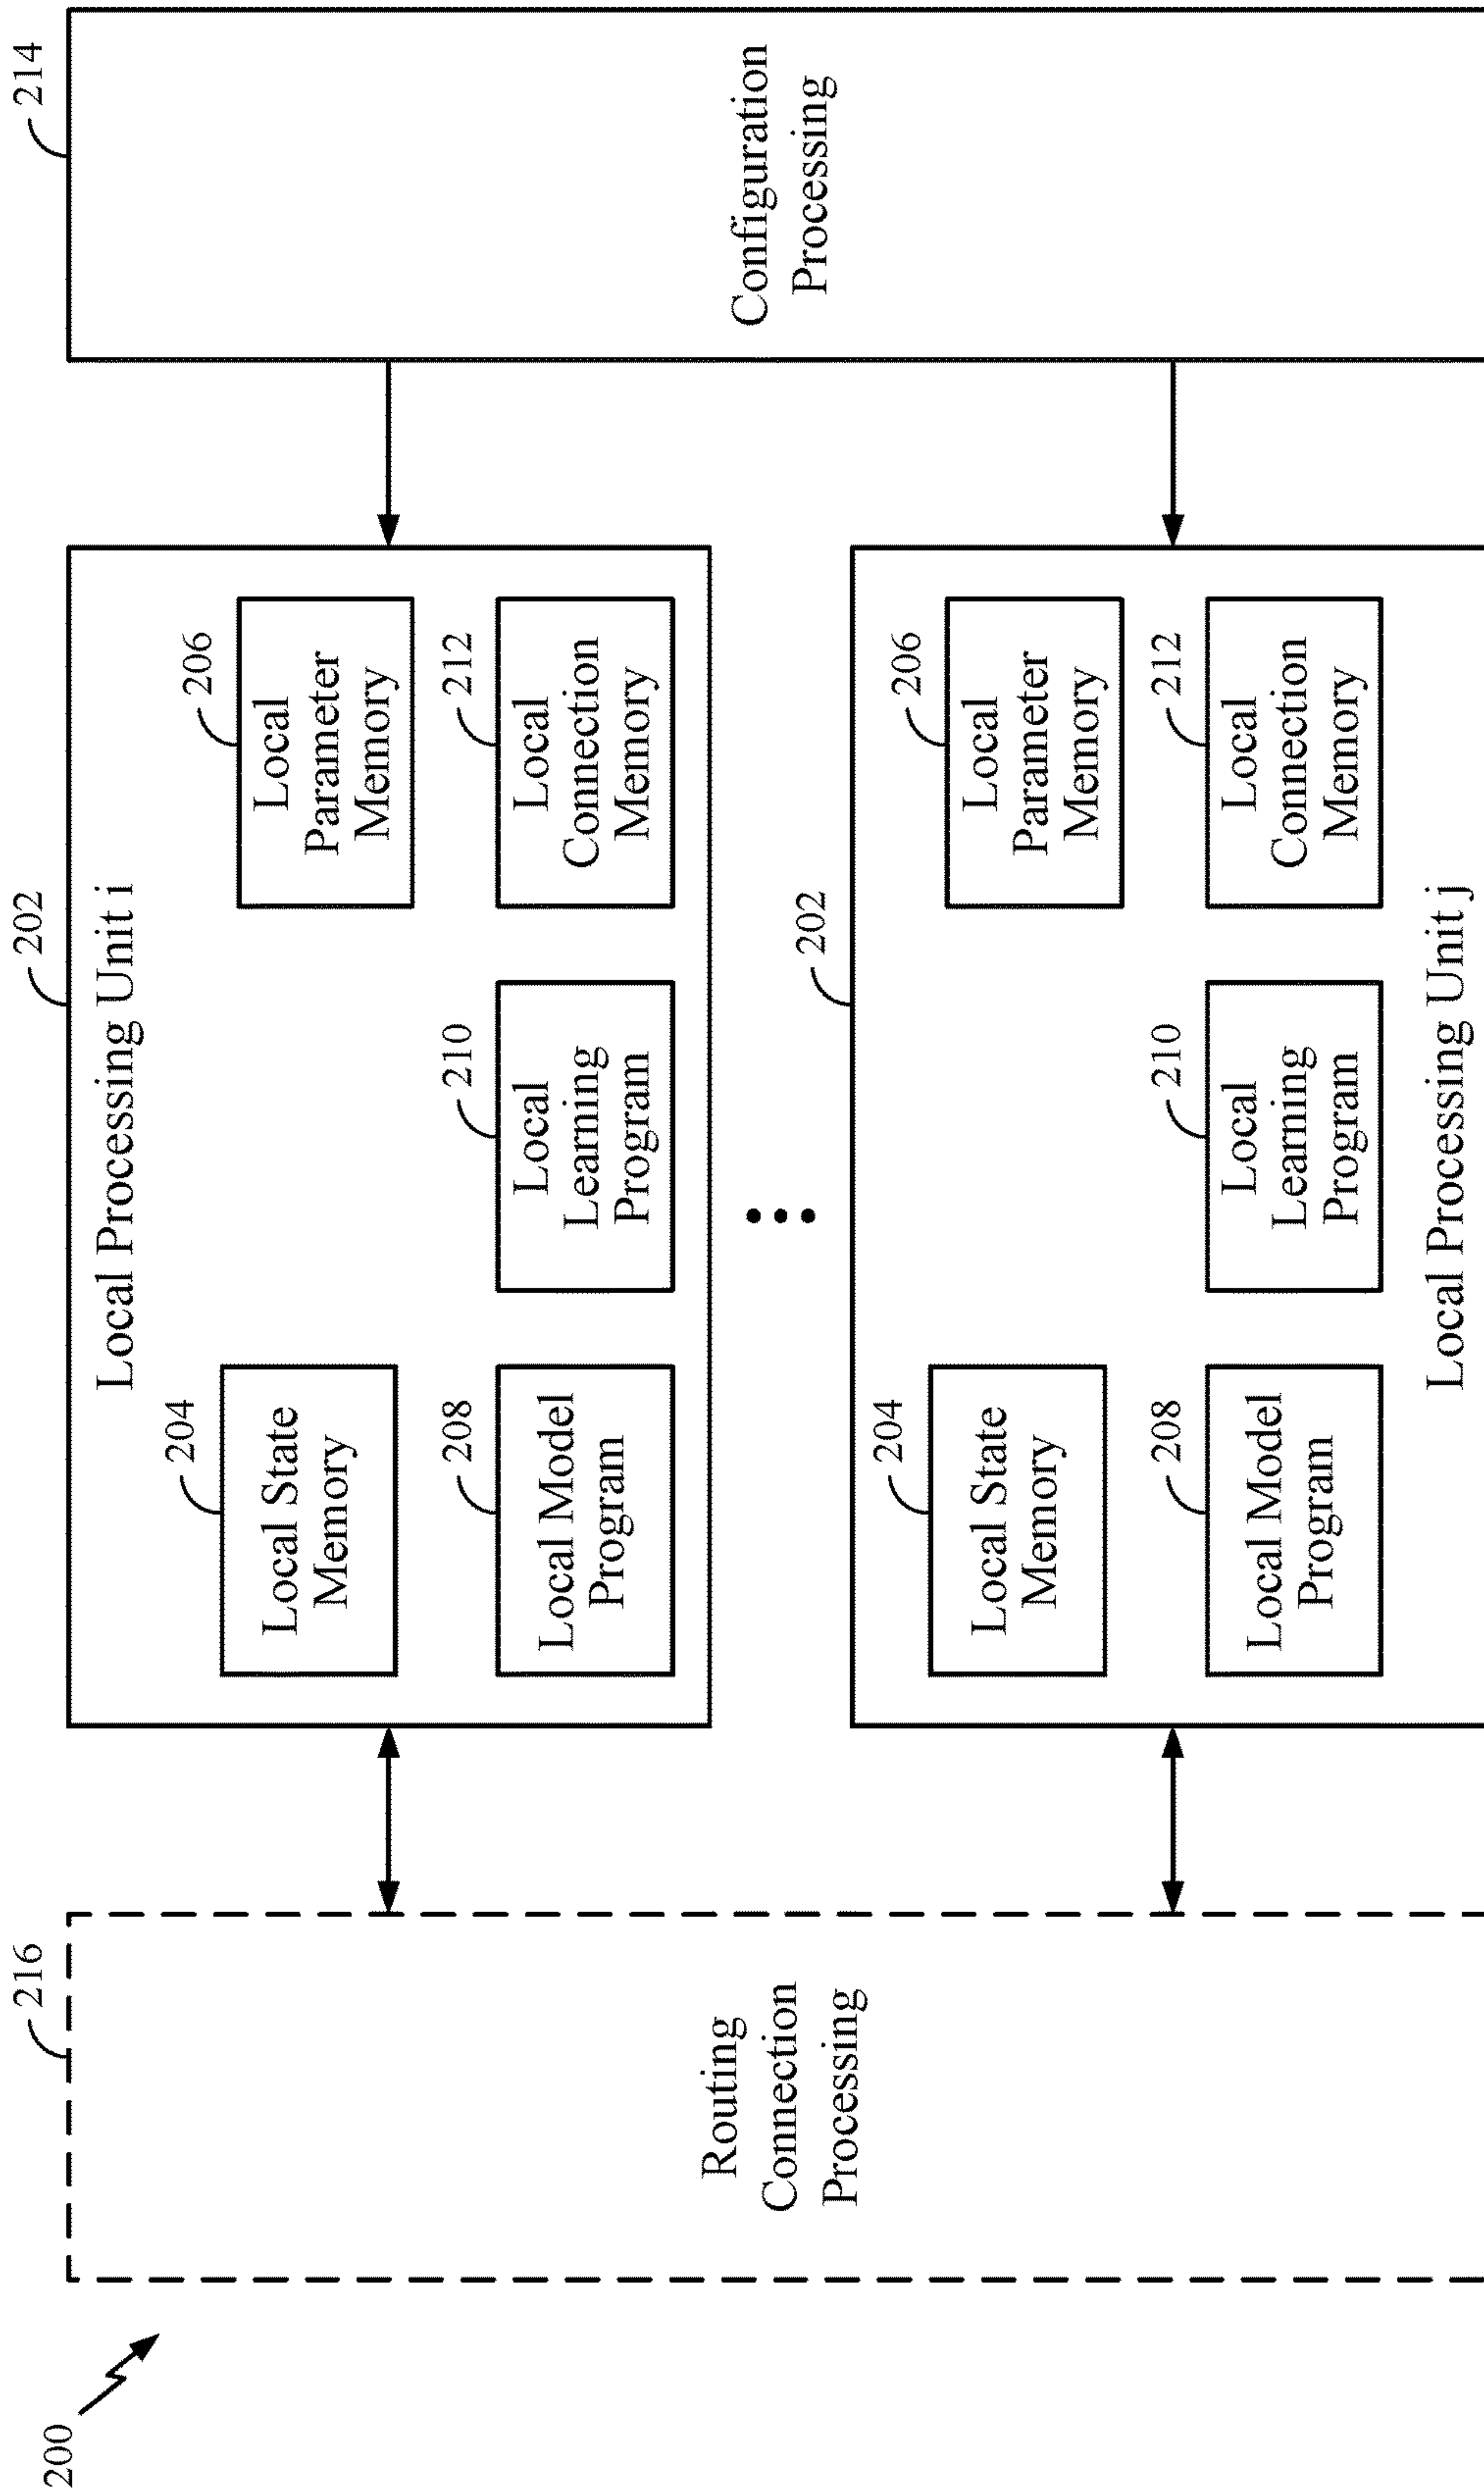 200
216
Routing
Connection
Processing
202
Local Processing Unit i
204
Local State
Memory
206
Local
Parameter
Memory
208
Local Model
Program
210
Local
Learning
Program
212
Local
Connection
Memory
202
204
Local State
Memory
206
Local
Parameter
Memory
208
Local Model
Program
210
Local
Learning
Program
212
Local
Connection
Memory
Local Processing Unit j
214
Configuration
Processing